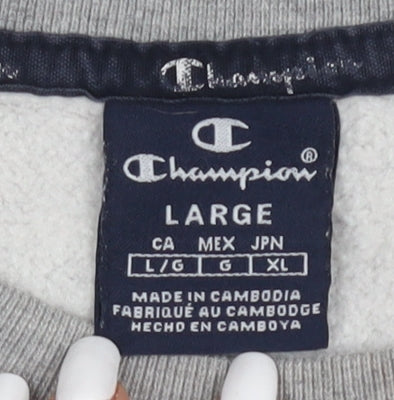 Champion
Champion®
LARGE
CA MEX JPN
L/G G XL
MADE IN CAMBODIA
FABRIQUÉ AU CAMBODGE
HECHO EN CAMBOYA